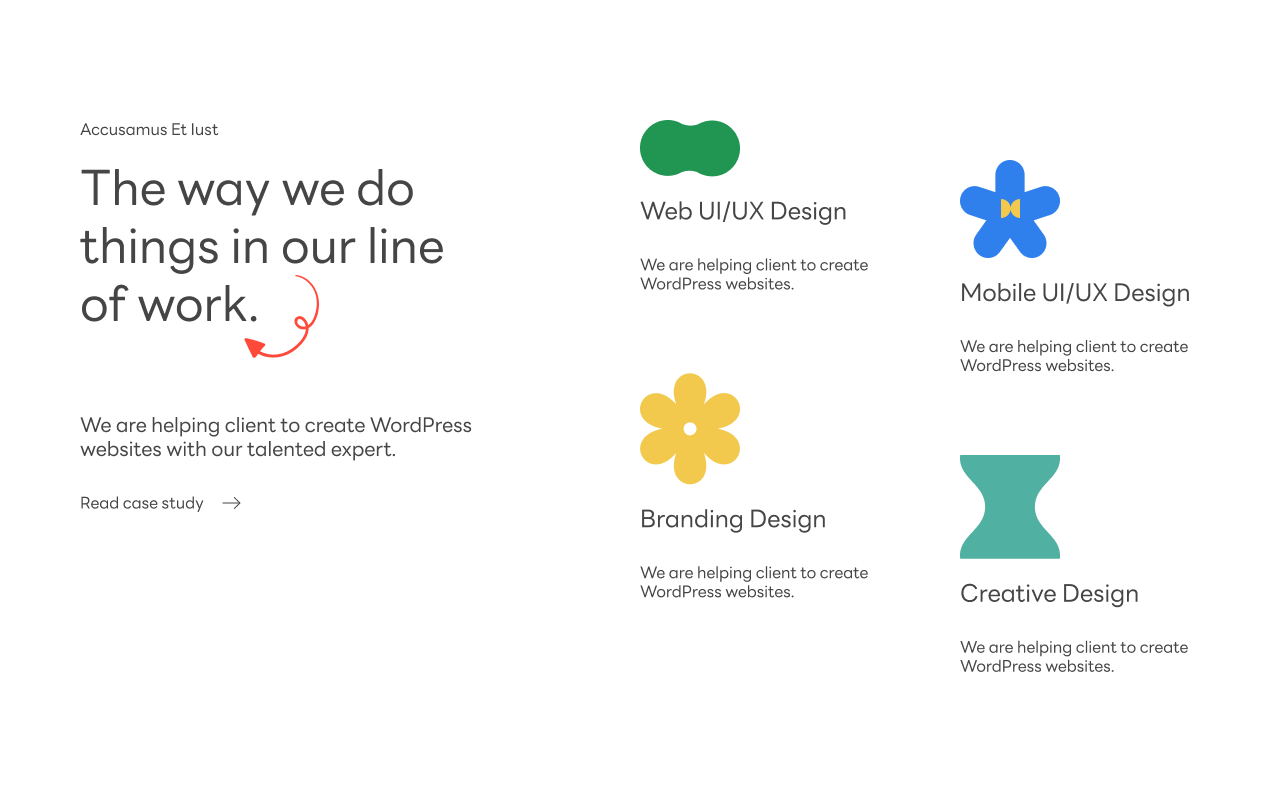 Accusamus Et Iust
The way we do
things in our line
of work.
We are helping client to create WordPress
websites with our talented expert.
Read case study
Web UI/UX Design
We are helping client to create
WordPress websites.
Mobile UI/UX Design
We are helping client to create
WordPress websites.
Branding Design
We are helping client to create
WordPress websites.
Creative Design
We are helping client to create
WordPress websites.